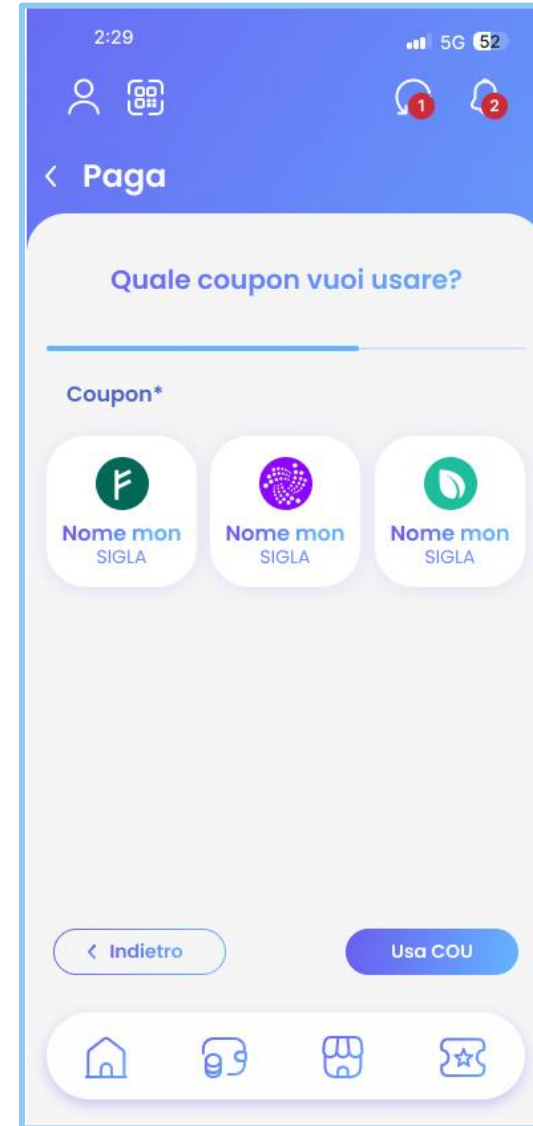 2:29
5G 52
1 2
Paga
Quale coupon vuoi usare?
Coupon*
Nome mon Nome mon Nome mon
SIGLA SIGLA SIGLA
Indietro Usa COU